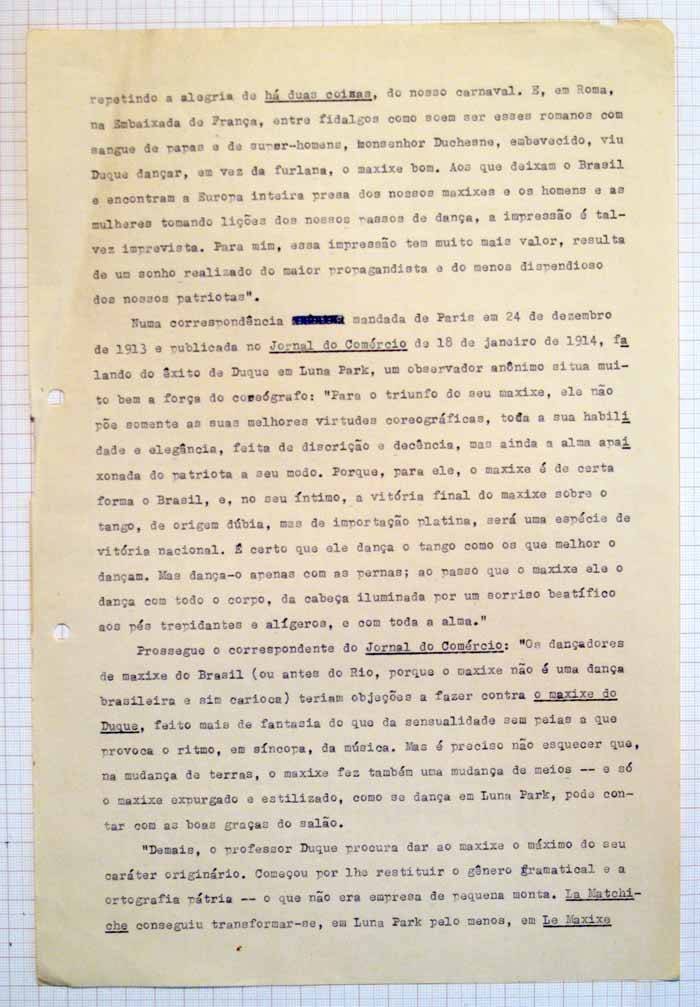 repetindo a alegria de há duas coisas, do nosso carnaval. E, em Roma,
na Embaixada de França, entre fidalgos como soem ser esses romanos com
sangue de papas e de super-homens, monsenhor Duchesne, embevecido, viu
Duque dançar, em vez da furlana, o maxixe bom. Aos que deixam o Brasil
e encontram a Europa inteira presa dos nossos maxixes e os homens e as
mulheres tomando lições dos nossos passos de dança, a impressão é tal-
vez imprevista. Para mim, essa impressão tem muito mais valor, resulta
de um sonho realizado do maior propagandista e do menos dispendioso
dos nossos patriotas".
Numa correspondência mandada de Paris em 24 de dezembro
de 1913 e publicada no Jornal do Comércio de 18 de janeiro de 1914, fa
lando do êxito de Duque em Luna Park, um observador anônimo situa mui-
to bem a força do coreógrafo: "Para o triunfo do seu maxixe, ele não
põe somente as suas melhores virtudes coreográficas, toda a sua habili
dade e elegância, feita de discrição e decência, mas ainda a alma apai
xonada do patriota a seu modo. Porque, para ele, o maxixe é de certa
forma o Brasil, e, no seu íntimo, a vitória final do maxixe sobre o
tango, de origem dúbia, mas de importação platina, será uma espécie de
vitória nacional. É certo que ele dança o tango como os que melhor o
dançam. Mas dança-o apenas com as pernas; ao passo que o maxixe ele o
dança com todo o corpo, da cabeça iluminada por um sorriso beatífico
aos pés trepidantes e alígeros, e com toda a alma."
Prossegue o correspondente do Jornal do Comércio: "Os dançadores
de maxixe do Brasil (ou antes do Rio, porque o maxixe não é uma dança
brasileira e sim carioca) teriam objeções a fazer contra o maxixe do
Duque, feito mais de fantasia do que da sensualidade sem peias a que
provoca o ritmo, em síncopa, da música. Mas é preciso não esquecer que,
na mudança de terras, o maxixe fez também uma mudança de meios -- e só
o maxixe expurgado e estilizado, como se dança em Luna Park, pode con-
tar com as boas graças do salão.
"Demais, o professor Duque procura dar ao maxixe o máximo do seu
caráter originário. Começou por lhe restituir o gênero gramatical e a
ortografia pátria -- o que não era empresa de pequena monta. La Matchi-
che conseguiu transformar-se, em Luna Park pelo menos, em Le Maxixe